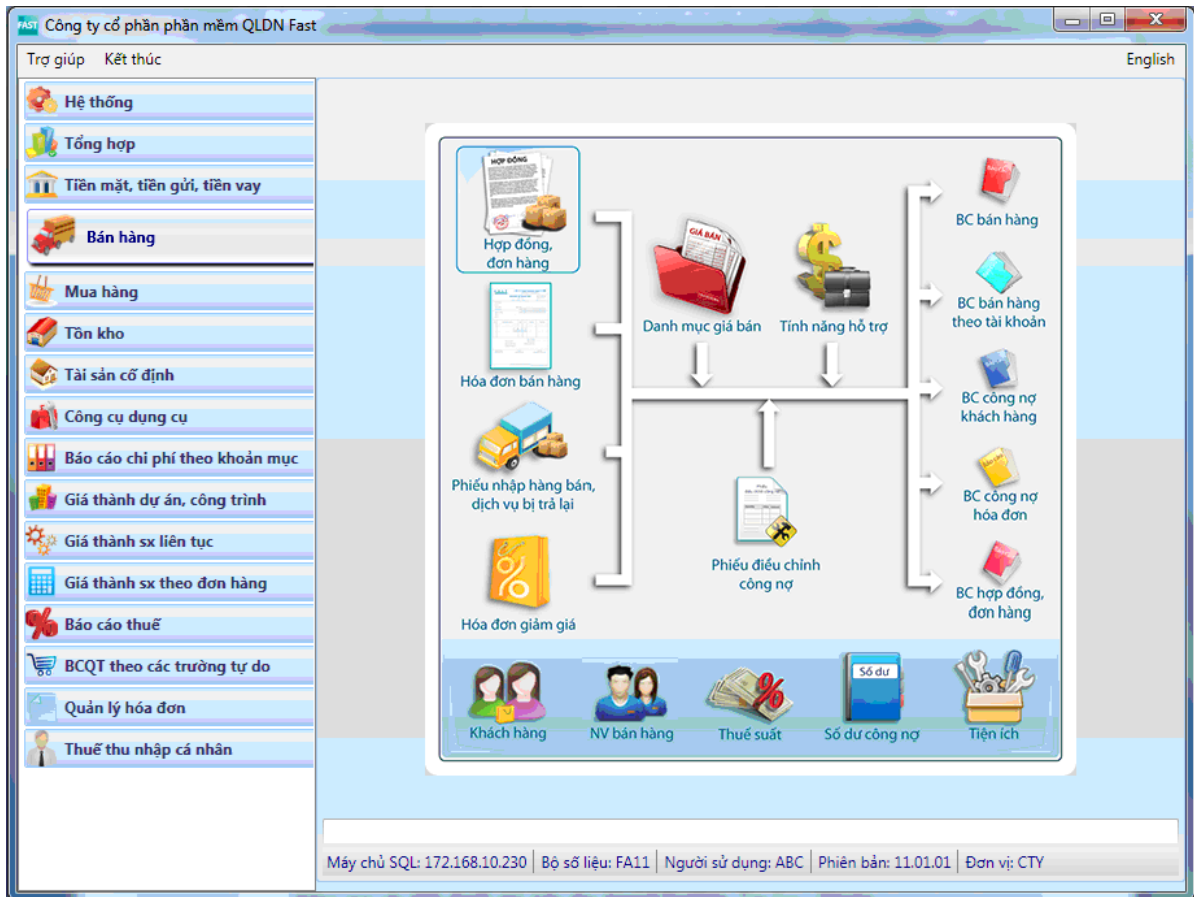 FAST Công ty cổ phần phần mềm QLDN Fast
Trợ giúp Kết thúc English
Hệ thống
Tổng hợp
Tiền mặt, tiền gửi, tiền vay
Bán hàng
Mua hàng
Tồn kho
Tài sản cố định
Công cụ dụng cụ
Báo cáo chi phí theo khoản mục
Giá thành dự án, công trình
Giá thành sx liên tục
Giá thành sx theo đơn hàng
Báo cáo thuế
BCQT theo các trường tự do
Quản lý hóa đơn
Thuế thu nhập cá nhân
HỢP ĐỒNG
Hợp đồng,
đơn hàng
Hóa đơn bán hàng
Phiếu nhập hàng bán,
dịch vụ bị trả lại
Hóa đơn giảm giá
GIÁ BÁN
Danh mục giá bán
Tính năng hỗ trợ
Phiếu điều chỉnh
công nợ
BC bán hàng
BC bán hàng
theo tài khoản
BC công nợ
khách hàng
BC công nợ
hóa đơn
BC hợp đồng,
đơn hàng
Khách hàng
NV bán hàng
Thuế suất
Số dư
Số dư công nợ
Tiện ích
Máy chủ SQL: 172.168.10.230 Bộ số liệu: FA11 Người sử dụng: ABC Phiên bản: 11.01.01 Đơn vị: CTY